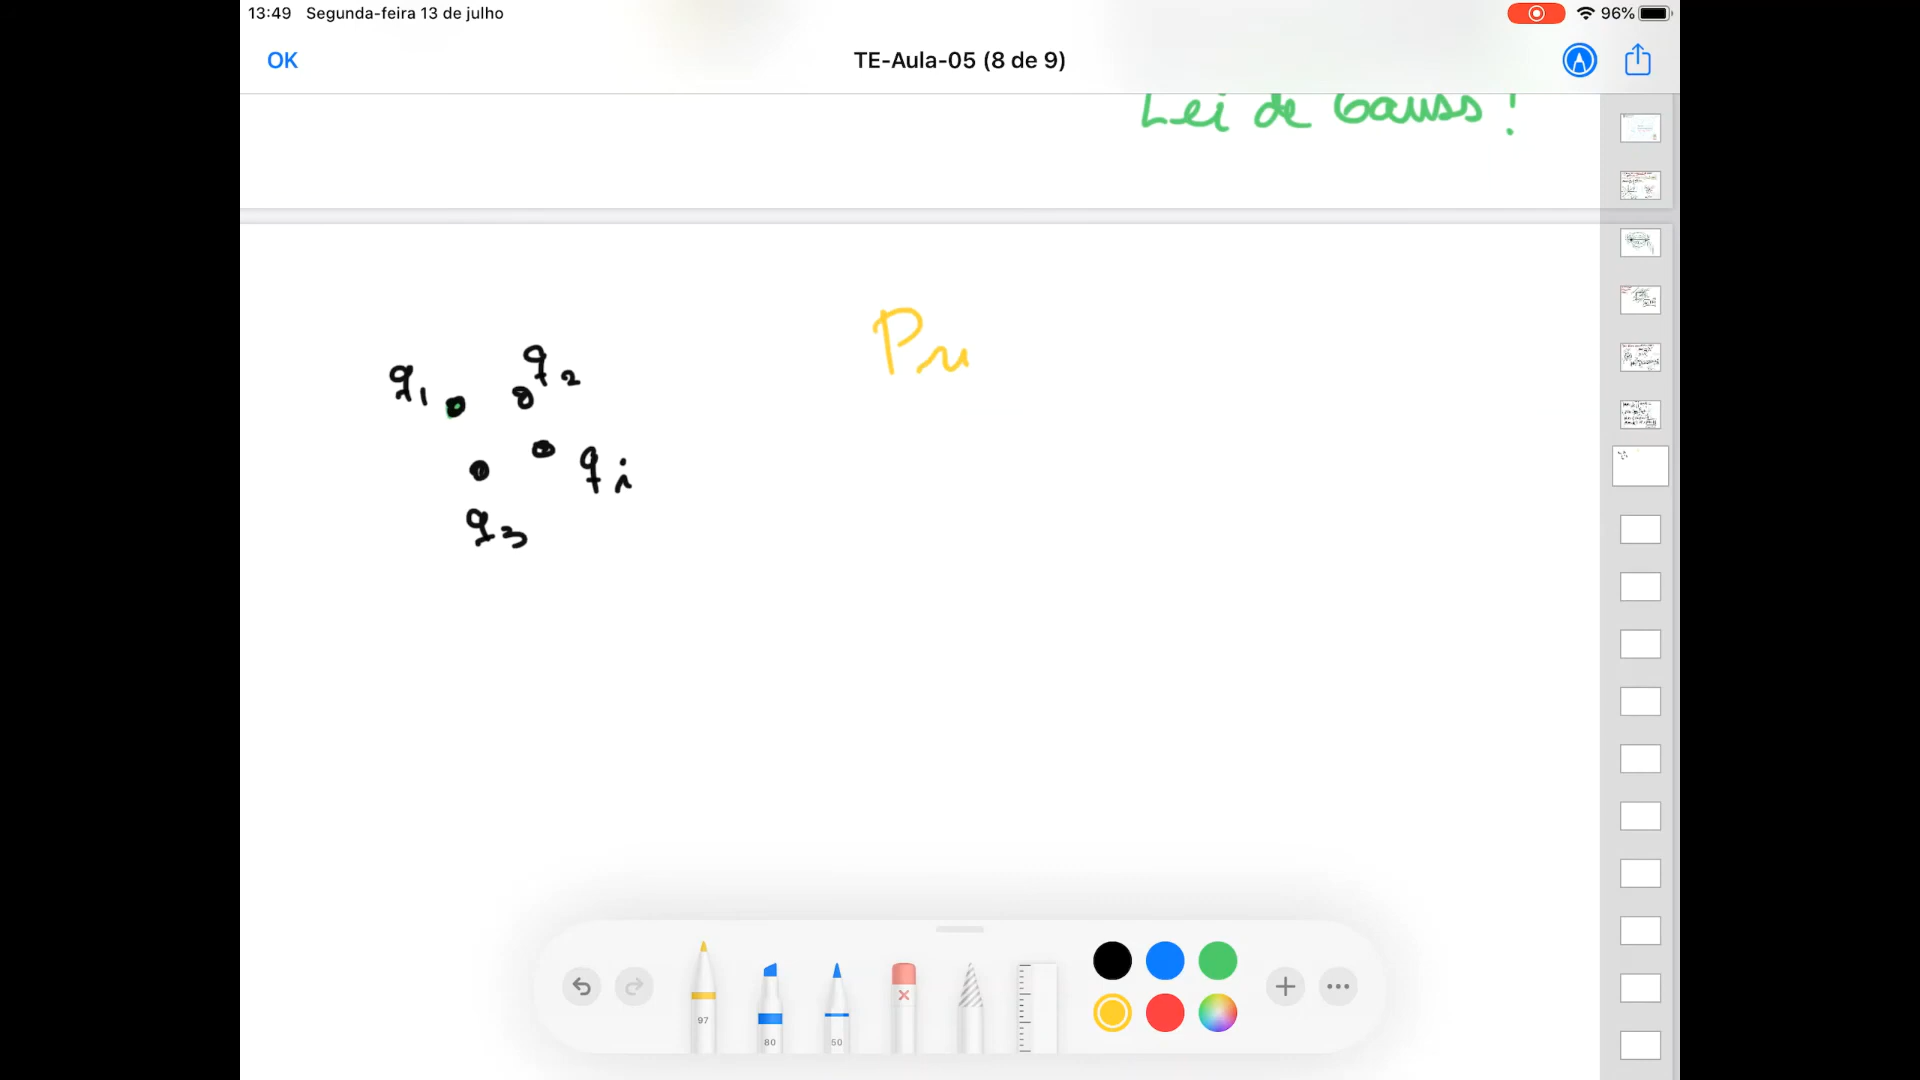 13:49 Segunda-feira 13 de julho 96%
OK TE-Aula-05 (8 de 9)
Lei de Gauss!
Pri
q1 q2
qi
q3
97 80 50